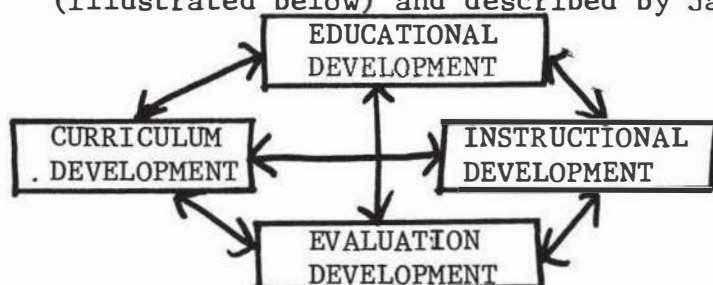 (illustrated below) and described by Ja
EDUCATIONAL
DEVELOPMENT
CURRICULUM
. DEVELOPMENT
INSTRUCTIONAL
DEVELOPMENT
EVALUATION
DEVELOPMENT